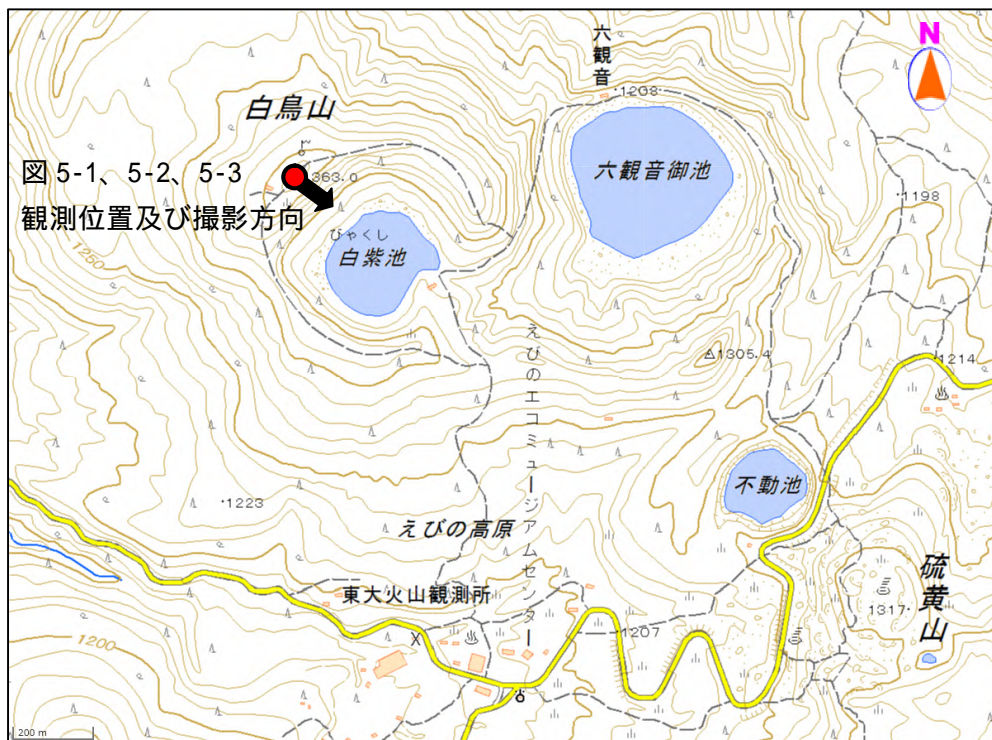 N
六観音
1203
白鳥山
図 5-1、5-2、5-3
363.0
観測位置及び撮影方向
六観音御池
1198
びゃくし
白紫池
1250
えびのエコミュージアムセンター
1305.4
1214
不動池
1223
えびの高原
硫黄山
東大火山観測所
1317
1207
1200
200 m